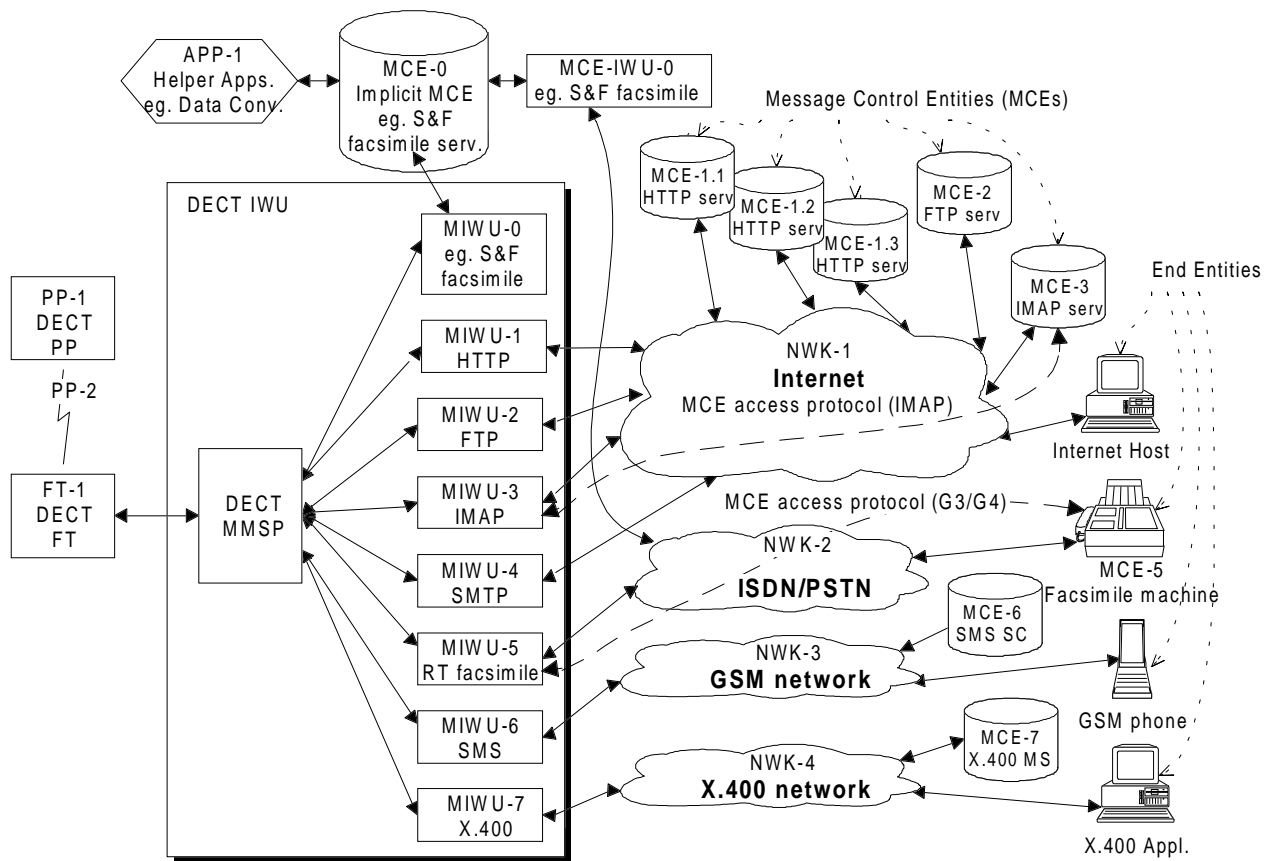 APP-1
Helper Apps.
eg. Data Conv.
MCE-0
Implicit MCE
eg. S&F
facsimile serv.
MCE-IWU-0
eg. S&F facsimile
Message Control Entities (MCEs)
MCE-1.1
HTTP serv
MCE-1.2
HTTP serv
MCE-1.3
HTTP serv
MCE-2
FTP serv
MCE-3
IMAP serv
End Entities
DECT IWU
MIWU-0
eg. S&F
facsimile
PP-1
DECT
PP
PP-2
FT-1
DECT
FT
DECT
MMSP
MIWU-1
HTTP
MIWU-2
FTP
MIWU-3
IMAP
MIWU-4
SMTP
MIWU-5
RT facsimile
MIWU-6
SMS
MIWU-7
X.400
NWK-1
Internet
MCE access protocol (IMAP)
Internet Host
MCE access protocol (G3/G4)
NWK-2
ISDN/PSTN
MCE-5
Facsimile machine
MCE-6
SMS SC
NWK-3
GSM network
GSM phone
MCE-7
X.400 MS
NWK-4
X.400 network
X.400 Appl.